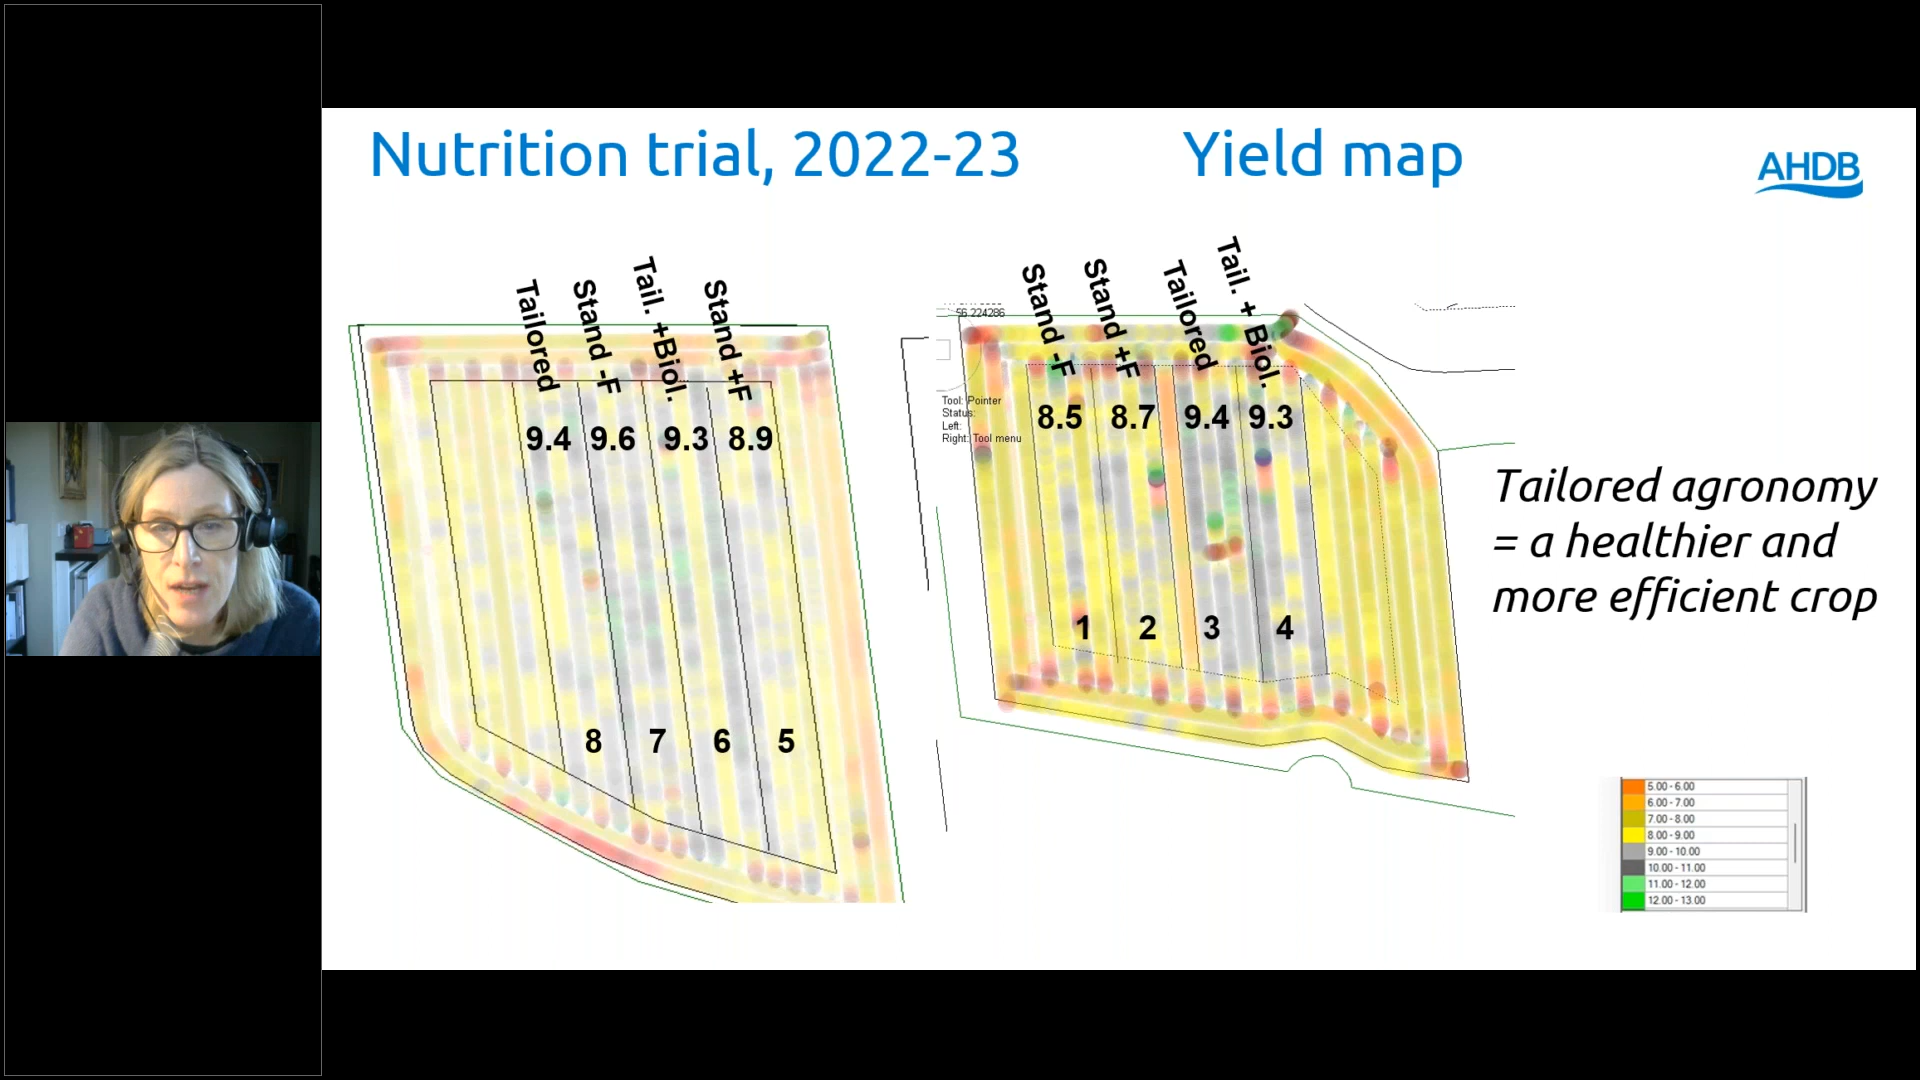 Nutrition trial, 2022-23
Yield map
AHDB
Tailored
Stand -F
Tail. +Biol.
Stand +F
9.4
9.6
9.3
8.9
8
7
6
5
Stand -F
Stand +F
Tailored
Tail. + Biol.
56.224286
Tool: Pointer
Status:
Left:
Right: Tool menu
8.5
8.7
9.4
9.3
1
2
3
4
Tailored agronomy
= a healthier and
more efficient crop
5.00 - 6.00
6.00 - 7.00
7.00 - 8.00
8.00 - 9.00
9.00 - 10.00
10.00 - 11.00
11.00 - 12.00
12.00 - 13.00